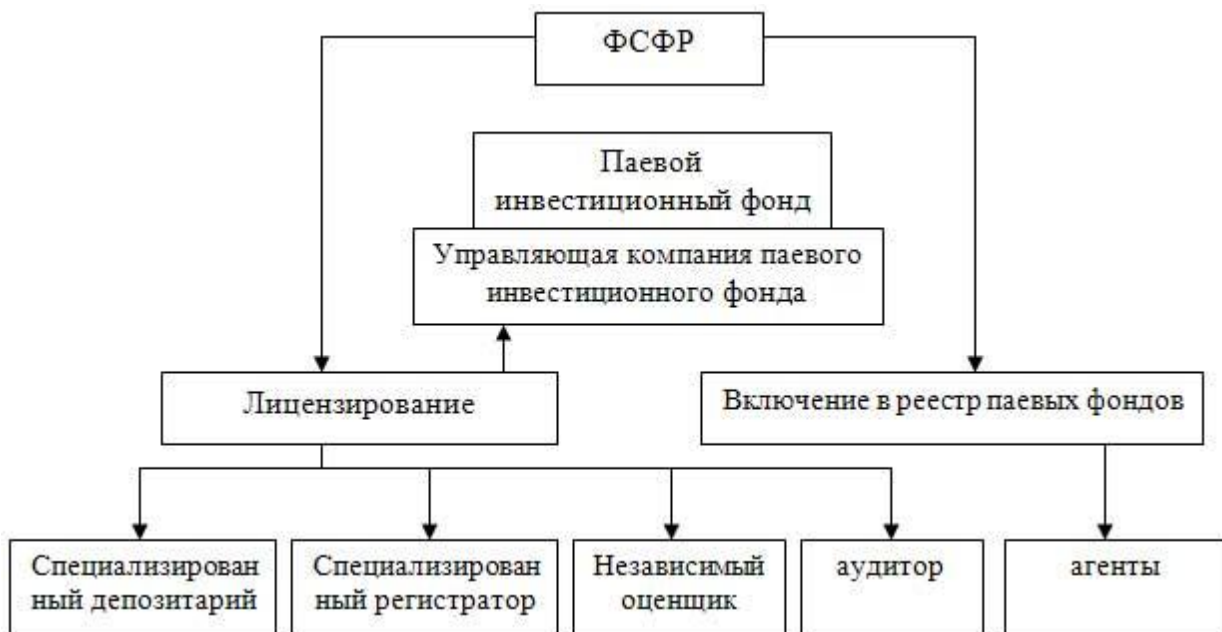 ФСФР
Паевой
инвестиционный фонд
Управляющая компания паевого
инвестиционного фонда
Лицензирование
Включение в реестр паевых фондов
Специализирован
ный депозитарий
Специализирован
ный регистратор
Независимый
оценщик
аудитор
агенты